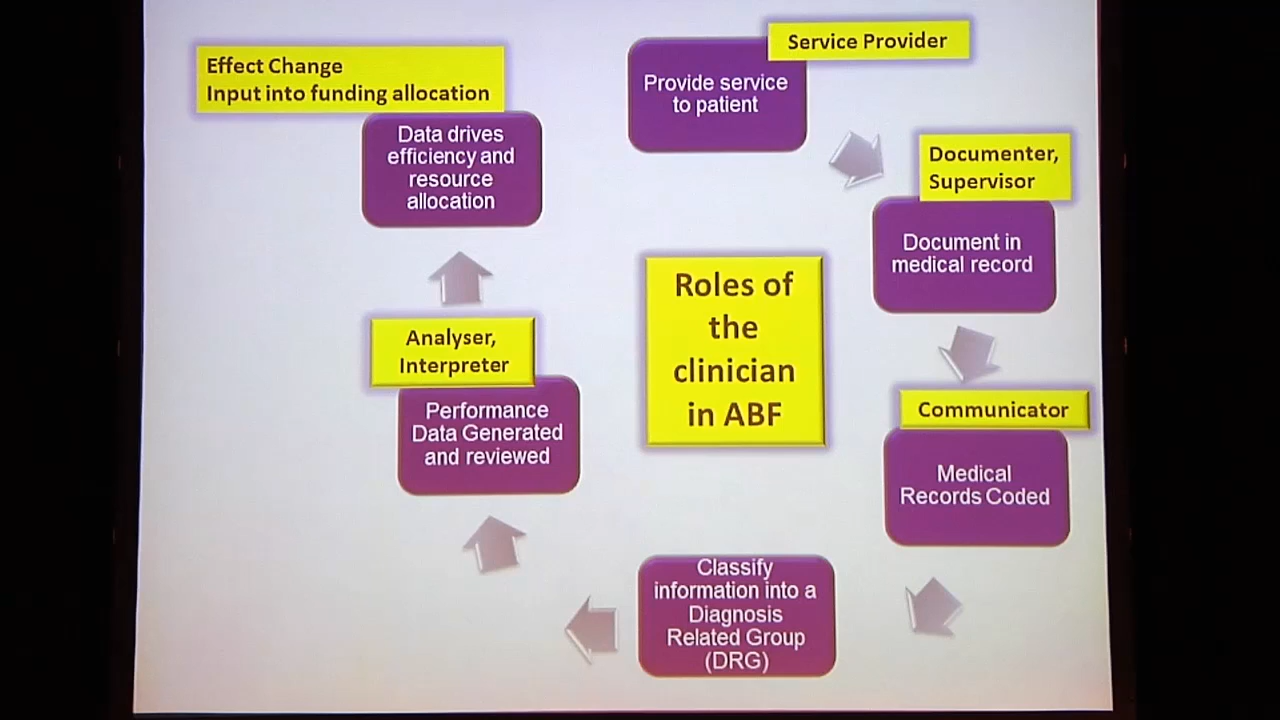 Service Provider
Provide service
to patient
Documenter,
Supervisor
Document in
medical record
Communicator
Medical
Records Coded
Classify
information into a
Diagnosis
Related Group
(DRG)
Analyser,
Interpreter
Performance
Data Generated
and reviewed
Effect Change
Input into funding allocation
Data drives
efficiency and
resource
allocation
Roles of
the
clinician
in ABF